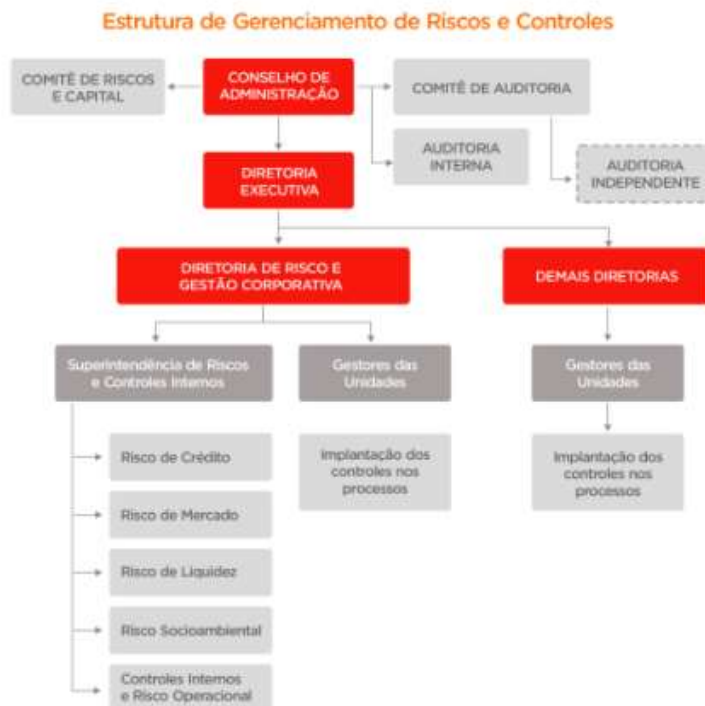 Estrutura de Gerenciamento de Riscos e Controles
COMITÊ DE RISCOS
E CAPITAL
CONSELHO DE
ADMINISTRAÇÃO
COMITÊ DE AUDITORIA
AUDITORIA
INTERNA
AUDITORIA
INDEPENDENTE
DIRETORIA
EXECUTIVA
DIRETORIA DE RISCO E
GESTÃO CORPORATIVA
DEMAIS DIRETORIAS
Superintendência de Riscos
e Controles Internos
Gestores das
Unidades
Gestores das
Unidades
Risco de Crédito
Risco de Mercado
Risco de Liquidez
Risco Socioambiental
Controles Internos
e Risco Operacional
Implantação dos
controles nos
processos
Implantação dos
controles nos
processos